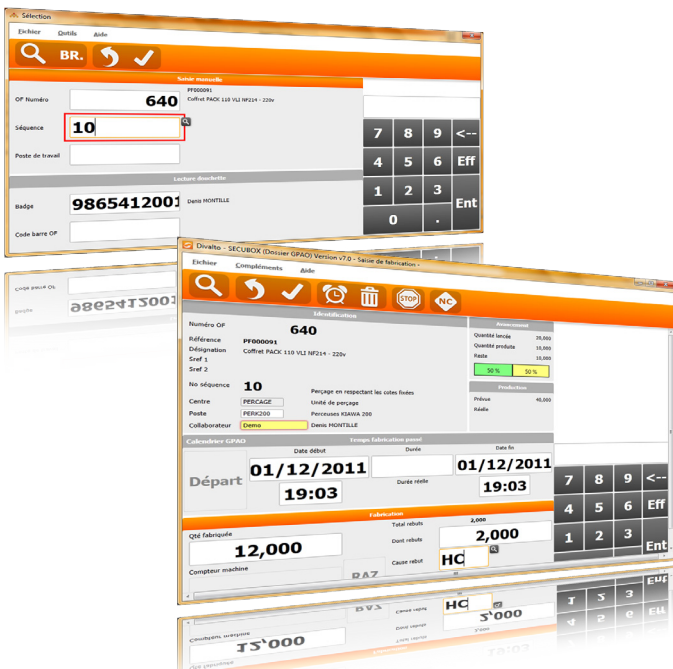 Sélection
Fichier Outils Aide
BR.
Saisie manuelle
OF Numéro 640 PF000091
Coffret PACK 110 VLI NF214 - 220v
Séquence 10
Poste de travail
Lecture douchette
Badge 9865412001 Denis MONTILLE
Code barre OF
7 8 9 <--
4 5 6 Eff
1 2 3 Ent
0 .
Divalto - SECUBOX (Dossier GPAO) Version v7.0 - Saisie de fabrication -
Fichier Compléments Aide
STOP NC
Identification
Numéro OF 640
Référence PF000091
Désignation Coffret PACK 110 VLI NF214 - 220v
Sref 1
Sref 2
No séquence 10 Perçage en respectant les cotes fixées
Centre PERCAGE Unité de perçage
Poste PERK200 Perceuses KIAWA 200
Collaborateur Demo Denis MONTILLE
Avancement
Quantité lancée 20,000
Quantité produite 10,000
Reste 10,000
50 % 50 %
Production
Prévue 40,000
Réelle
Calendrier GPAO Temps fabrication passé
Date début Durée Date fin
Départ 01/12/2011 01/12/2011
19:03 Durée réelle 19:03
Fabrication
Qté fabriquée Total rebuts 2,000
12,000 Dont rebuts 2,000
Compteur machine RAZ Cause rebut HC
7 8 9 <--
4 5 6 Eff
1 2 3 Ent